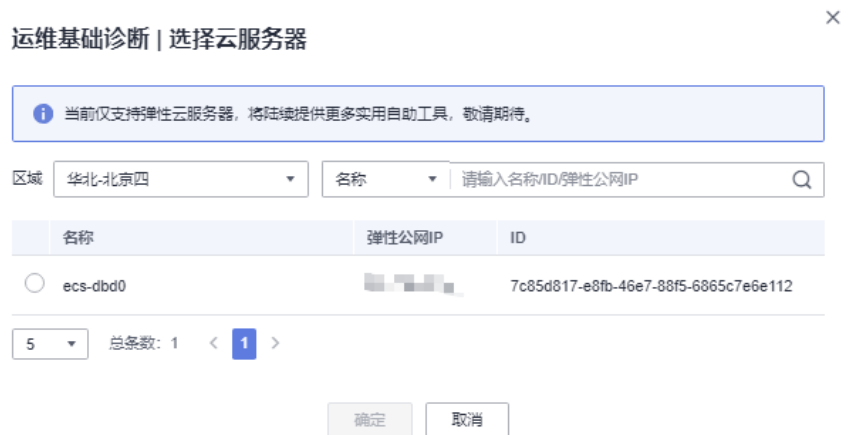 运维基础诊断 | 选择云服务器
当前仅支持弹性云服务器，将陆续提供更多实用自助工具，敬请期待。
区域 华北-北京四 名称 请输入名称/ID/弹性公网IP
名称 弹性公网IP ID
ecs-dbd0 7c85d817-e8fb-46e7-88f5-6865c7e6e112
5 总条数：1 < 1 >
确定 取消